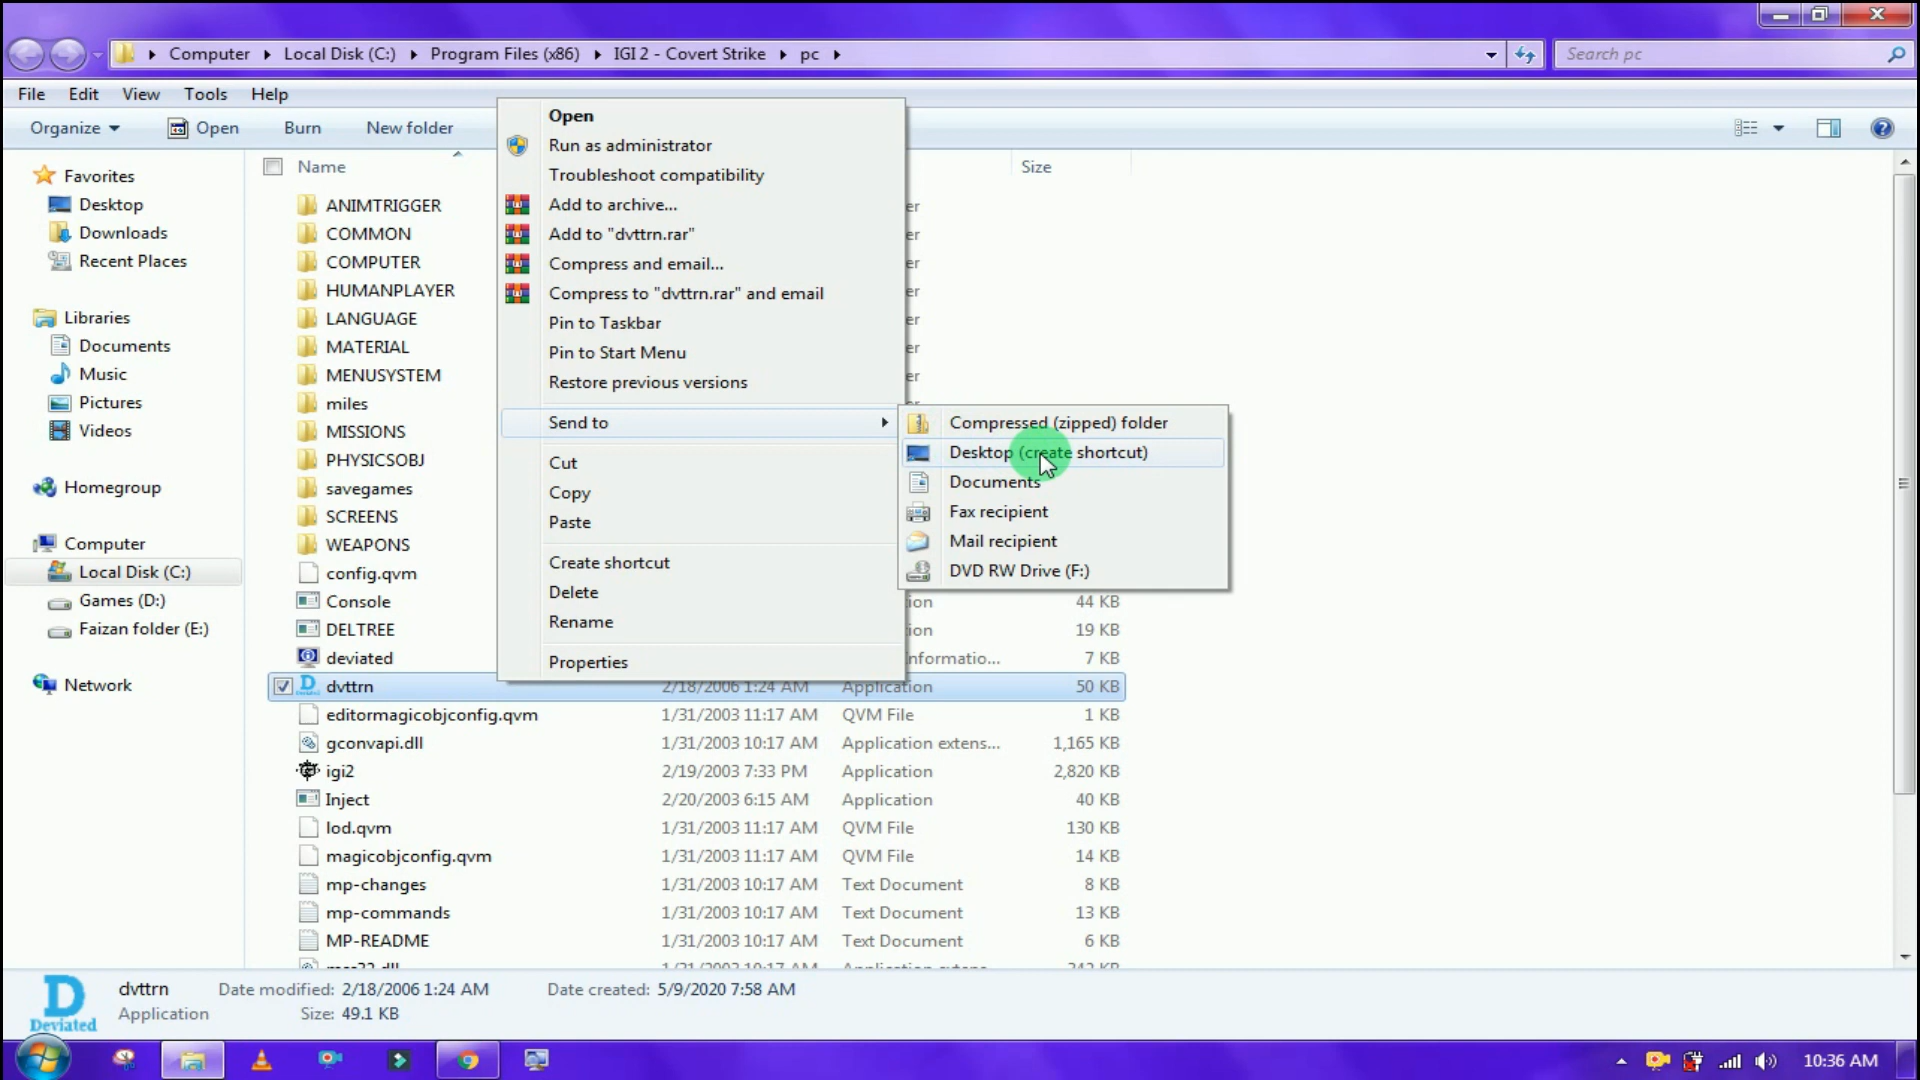 Computer Local Disk (C:) Program Files (x86) IGI 2 - Covert Strike pc
Search pc
File Edit View Tools Help
Organize Open Burn New folder
Favorites
Desktop
Downloads
Recent Places
Libraries
Documents
Music
Pictures
Videos
Homegroup
Computer
Local Disk (C:)
Games (D:)
Faizan folder (E:)
Network
Name Size
ANIMTRIGGER er
COMMON er
COMPUTER er
HUMANPLAYER er
LANGUAGE er
MATERIAL er
MENUSYSTEM er
miles
MISSIONS
PHYSICSOBJ
savegames
SCREENS
WEAPONS
config.qvm
Console ion 44 KB
DELTREE ion 19 KB
deviated nformatio... 7 KB
dvttrn 2/18/2006 1:24 AM Application 50 KB
editormagicobjconfig.qvm 1/31/2003 11:17 AM QVM File 1 KB
gconvapi.dll 1/31/2003 10:17 AM Application extens... 1,165 KB
igi2 2/19/2003 7:33 PM Application 2,820 KB
Inject 2/20/2003 6:15 AM Application 40 KB
lod.qvm 1/31/2003 11:17 AM QVM File 130 KB
magicobjconfig.qvm 1/31/2003 11:17 AM QVM File 14 KB
mp-changes 1/31/2003 10:17 AM Text Document 8 KB
mp-commands 1/31/2003 10:17 AM Text Document 13 KB
MP-README 1/31/2003 10:17 AM Text Document 6 KB
Open
Run as administrator
Troubleshoot compatibility
Add to archive...
Add to "dvttrn.rar"
Compress and email...
Compress to "dvttrn.rar" and email
Pin to Taskbar
Pin to Start Menu
Restore previous versions
Send to
Cut
Copy
Paste
Create shortcut
Delete
Rename
Properties
Compressed (zipped) folder
Desktop (create shortcut)
Documents
Fax recipient
Mail recipient
DVD RW Drive (F:)
D
Deviated
dvttrn Date modified: 2/18/2006 1:24 AM Date created: 5/9/2020 7:58 AM
Application Size: 49.1 KB
10:36 AM